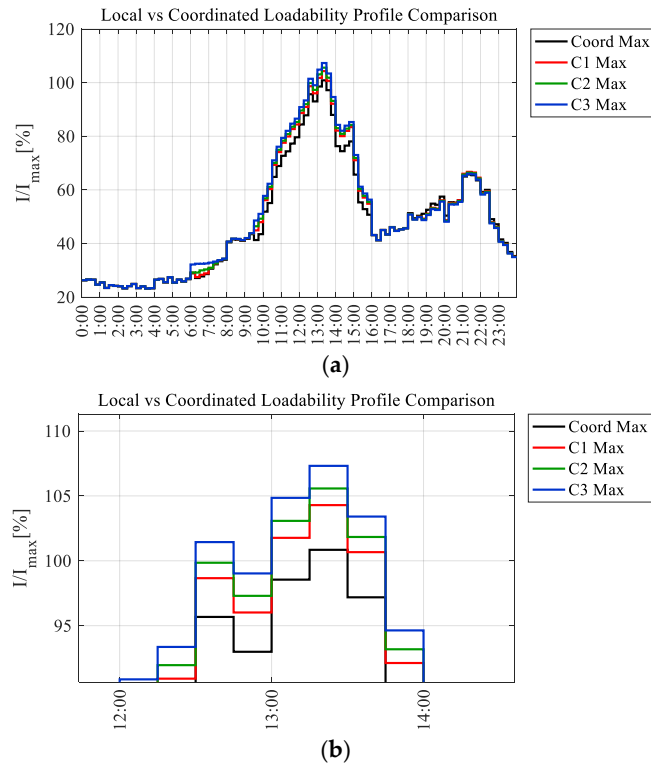 Local vs Coordinated Loadability Profile Comparison
120
100
80
60
40
20
I/I_max [%]
0:00
1:00
2:00
3:00
4:00
5:00
6:00
7:00
8:00
9:00
10:00
11:00
12:00
13:00
14:00
15:00
16:00
17:00
18:00
19:00
20:00
21:00
22:00
23:00
Coord Max
C1 Max
C2 Max
C3 Max
(a)
Local vs Coordinated Loadability Profile Comparison
110
105
100
95
I/I_max [%]
12:00
13:00
14:00
Coord Max
C1 Max
C2 Max
C3 Max
(b)